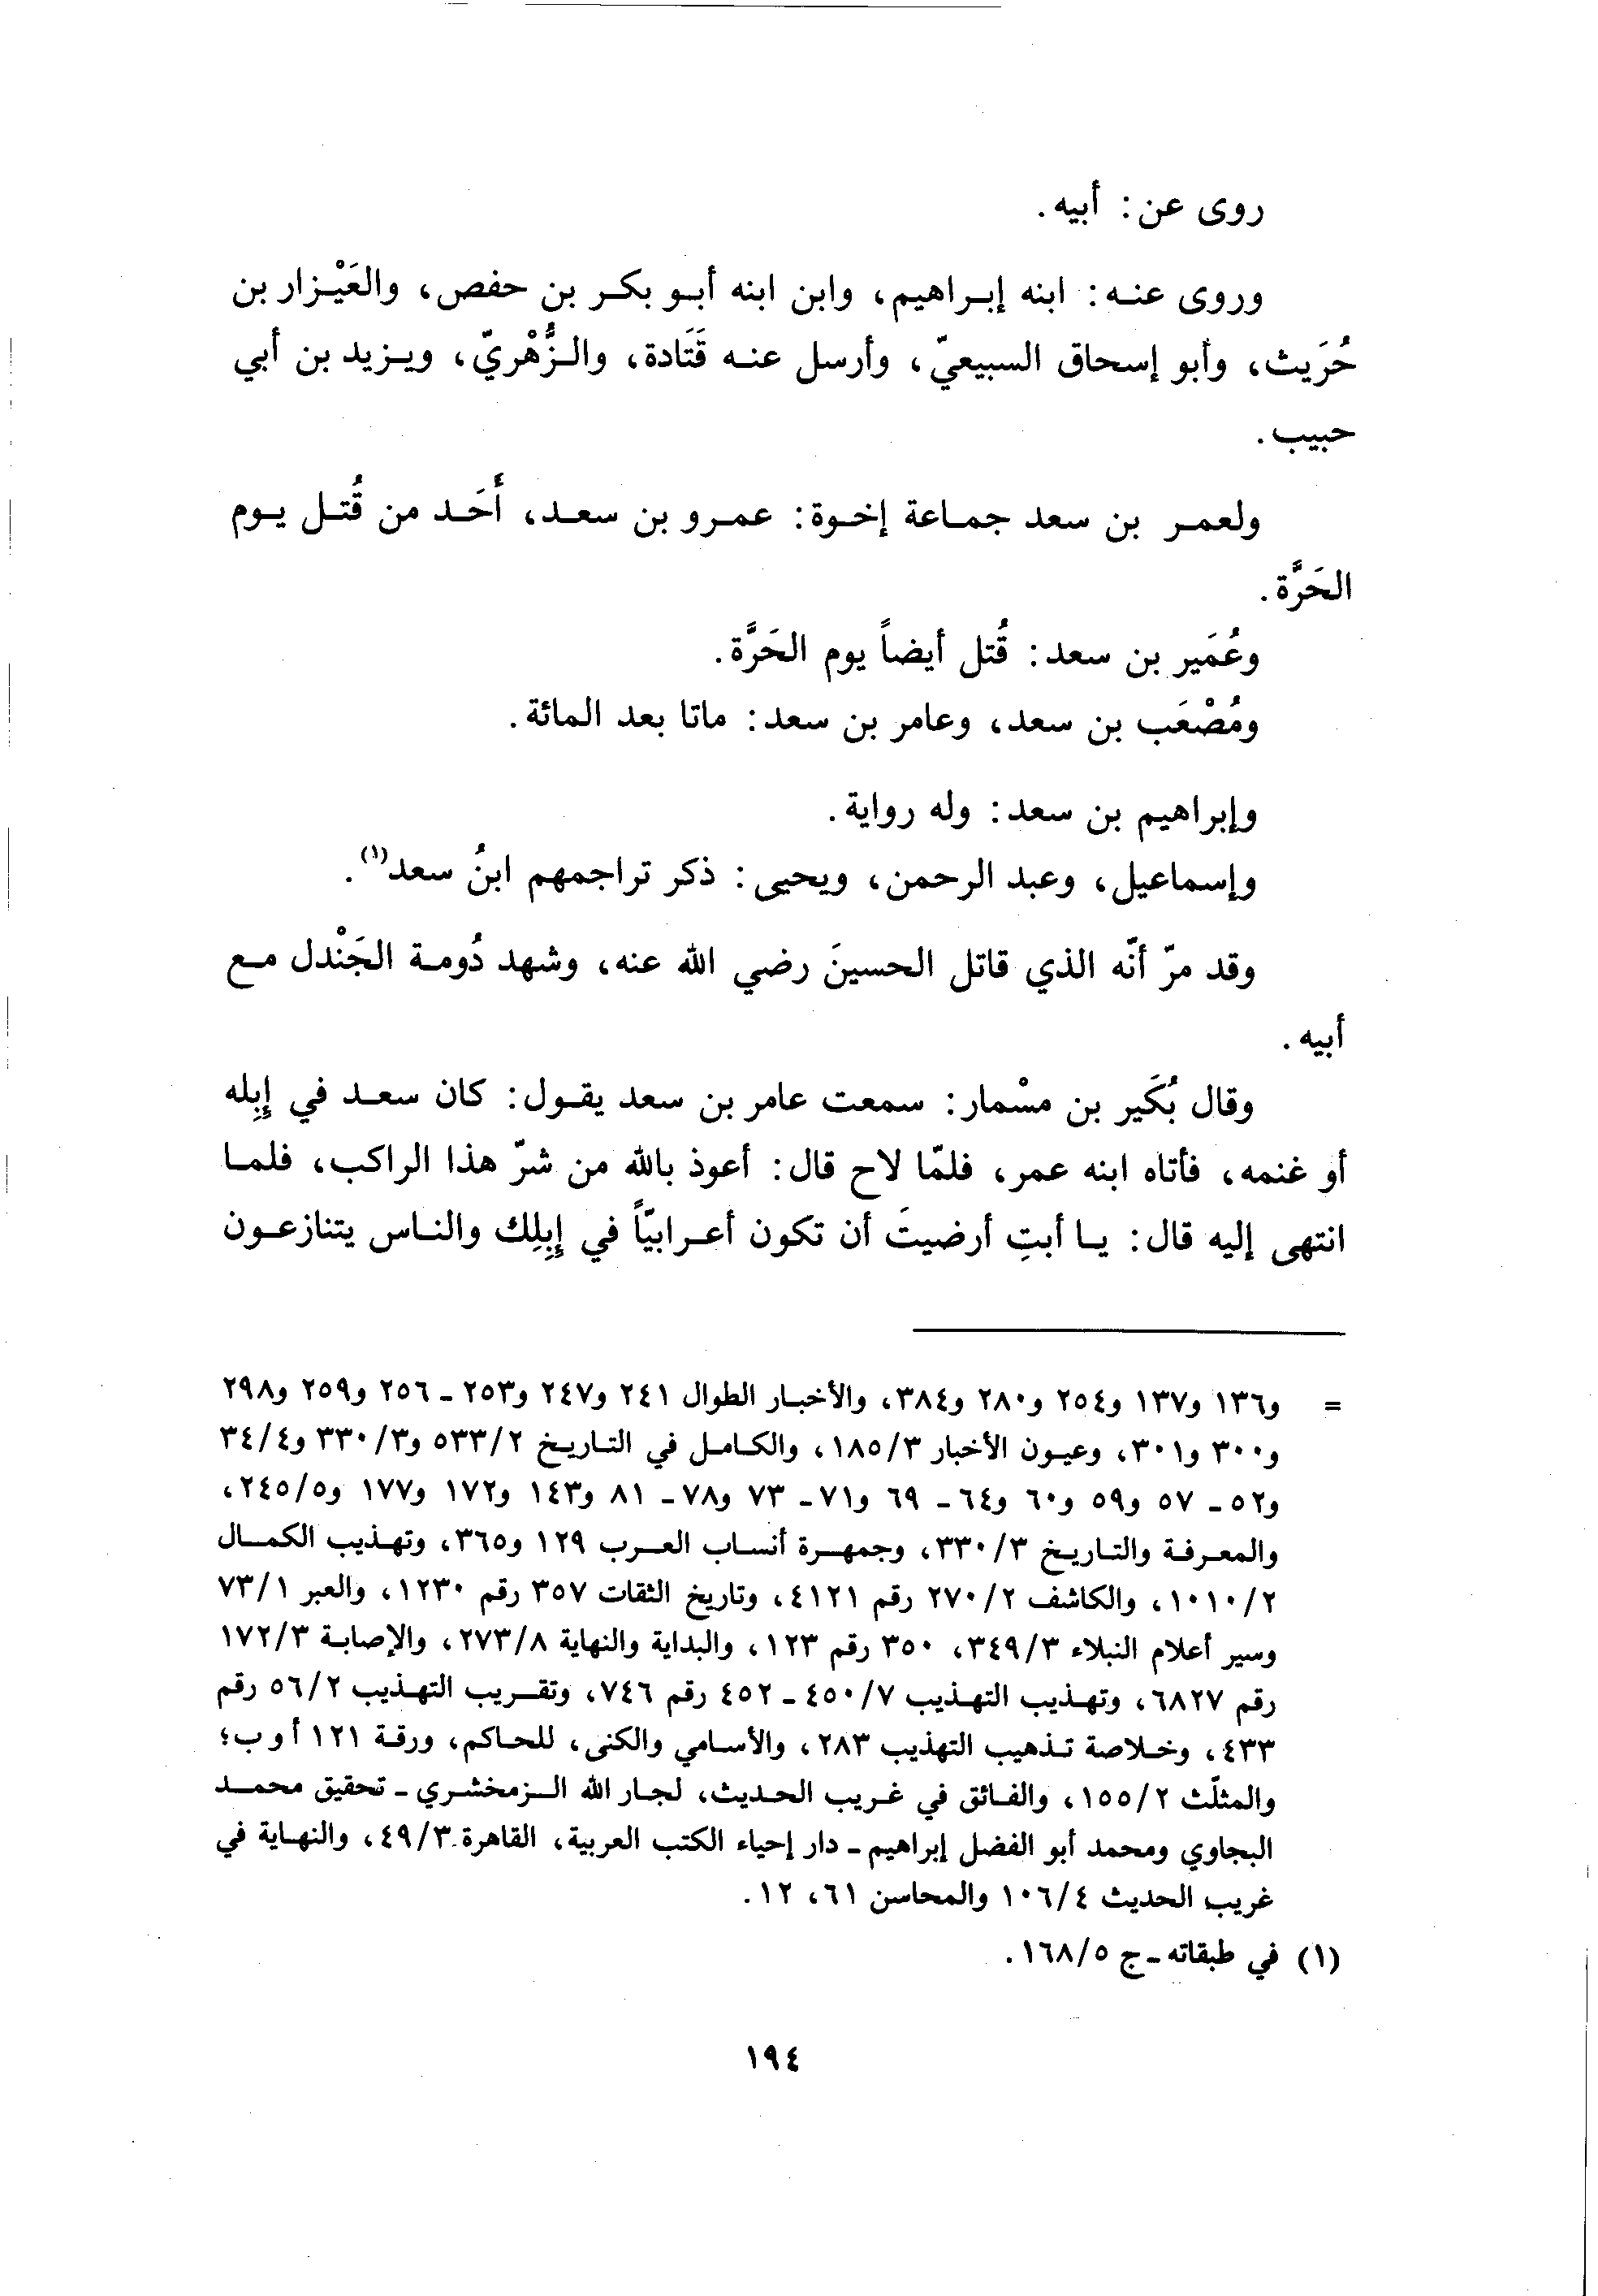 روى عن: أبيه.
وروى عنه: ابنه إبراهيم، وابن ابنه أبو بكر بن حفص، والعَيْزار بن
حُرَيث، وأبو إسحاق السبيعيّ، وأرسل عنه قَتَادة، والزُّهْريّ، ويزيد بن أبي
حبيب.
ولعمر بن سعد جماعة إخوة: عمرو بن سعد، أَحَد من قُتل يوم
الحَرَّة.
وعُمَير بن سعد: قُتل أيضاً يوم الحَرَّة.
ومُصْعَب بن سعد، وعامر بن سعد: ماتا بعد المائة.
وإبراهيم بن سعد: وله رواية.
وإسماعيل، وعبد الرحمن، ويحيى: ذكر تراجمهم ابنُ سعد(١).
وقد مرّ أنّه الذي قاتل الحسينَ رضي الله عنه، وشهد دُومة الجَنْدل مع
أبيه.
وقال بُكَير بن مسْمار: سمعت عامر بن سعد يقول: كان سعد في إِبِله
أو غنمه، فأتاه ابنه عمر، فلمّا لاح قال: أعوذ بالله من شرّ هذا الراكب، فلما
انتهى إليه قال: يا أبتِ أرضيتَ أن تكون أعرابيّاً في إِبِلِك والناس يتنازعون
= و١٣٦ و١٣٧ و٢٥٤ و٢٨٠ و٣٨٤، والأخبار الطوال ٢٤١ و٢٤٧ و٢٥٣ ـ ٢٥٦ و٢٥٩ و٢٩٨
و٣٠٠ و٣٠١، وعيون الأخبار ١٨٥/٣، والكامل في التاريخ ٥٣٣/٢ و٣٣٠/٣ و٣٤/٤
و٥٢ ـ ٥٧ و٥٩ و٦٠ و٦٤ ـ ٦٩ و٧١ ـ ٧٣ و٧٨ ـ ٨١ و١٤٣ و١٧٢ و١٧٧ و٢٤٥/٥،
والمعرفة والتاريخ ٣٣٠/٣، وجمهرة أنساب العرب ١٢٩ و٣٦٥، وتهذيب الكمال
١٠١٠/٢، والكاشف ٢٧٠/٢ رقم ٤١٢١، وتاريخ الثقات ٣٥٧ رقم ١٢٣٠، والعبر ٧٣/١
وسير أعلام النبلاء ٣٤٩/٣، ٣٥٠ رقم ١٢٣، والبداية والنهاية ٢٧٣/٨، والإصابة ١٧٢/٣
رقم ٦٨٢٧، وتهذيب التهذيب ٤٥٠/٧ ـ ٤٥٢ رقم ٧٤٦، وتقريب التهذيب ٥٦/٢ رقم
٤٣٣، وخلاصة تذهيب التهذيب ٢٨٣، والأسامي والكنى، للحاكم، ورقة ١٢١ أ و ب؛
والمثلّث ١٥٥/٢، والفائق في غريب الحديث، لجار الله الزمخشري ـ تحقيق محمد
البجاوي ومحمد أبو الفضل إبراهيم ـ دار إحياء الكتب العربية، القاهرة ٤٩/٣، والنهاية في
غريب الحديث ١٠٦/٤ والمحاسن ٦١، ١٢.
(١) في طبقاته ـ ج ١٦٨/٥.
١٩٤